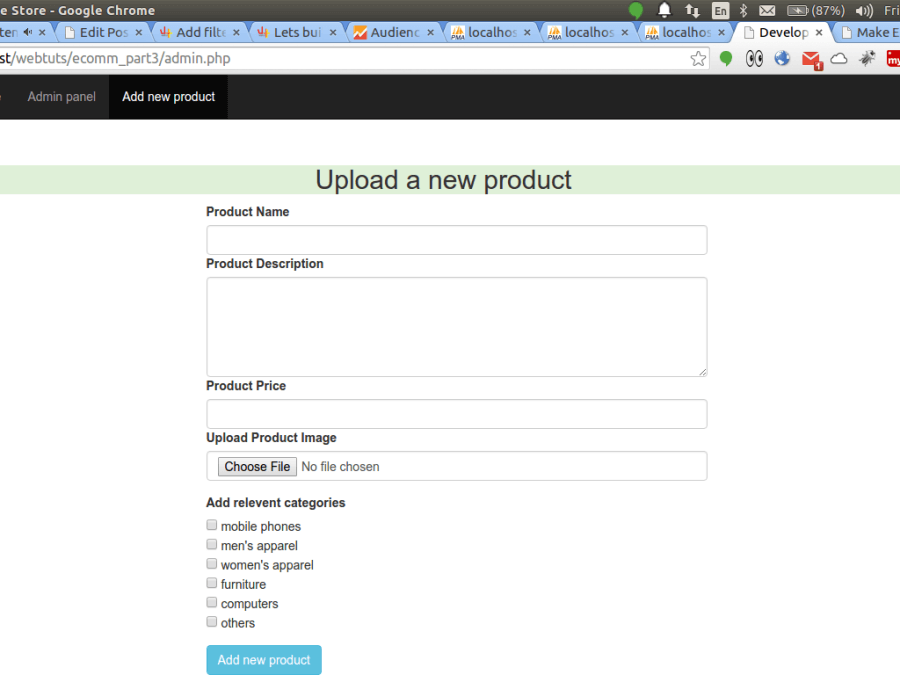 e Store - Google Chrome En (87%) Fri
Edit Pos Add filte Lets bui Audienc localhos localhos localhos Develop Make E
st/webtuts/ecomm_part3/admin.php 1 my
Admin panel Add new product
Upload a new product
Product Name
Product Description
Product Price
Upload Product Image
Choose File No file chosen
Add relevent categories
mobile phones
men's apparel
women's apparel
furniture
computers
others
Add new product